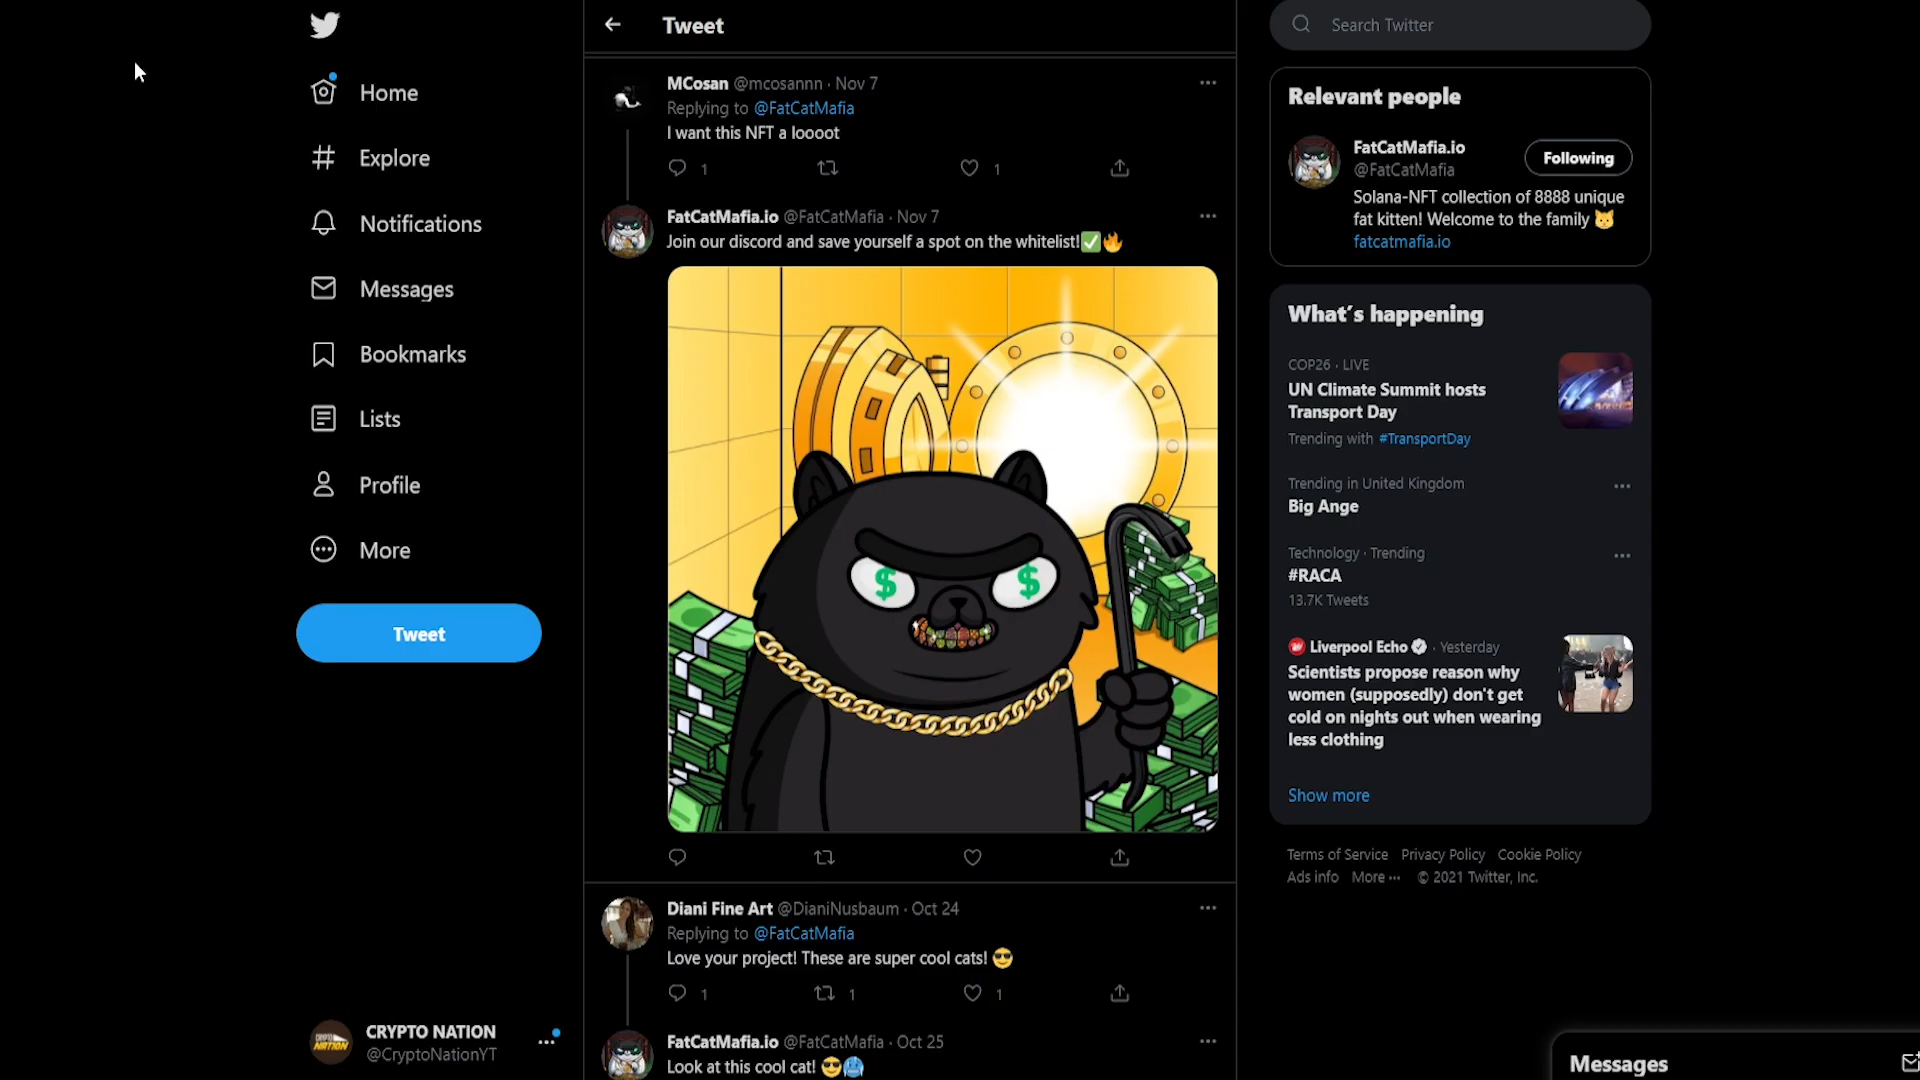 Home
Explore
Notifications
Messages
Bookmarks
Lists
Profile
More
Tweet
CRYPTO NATION
@CryptoNationYT
Tweet
MCosan @mcosannn · Nov 7
Replying to @FatCatMafia
I want this NFT a loooot
1 1
FatCatMafia.io @FatCatMafia · Nov 7
Join our discord and save yourself a spot on the whitelist!✅🔥
$ $
Diani Fine Art @DianiNusbaum · Oct 24
Replying to @FatCatMafia
Love your project! These are super cool cats! 😎
1 1 1
FatCatMafia.io @FatCatMafia · Oct 25
Look at this cool cat! 😎🥶
Search Twitter
Relevant people
FatCatMafia.io
@FatCatMafia
Following
Solana-NFT collection of 8888 unique
fat kitten! Welcome to the family 🐱
fatcatmafia.io
What's happening
COP26 · LIVE
UN Climate Summit hosts
Transport Day
Trending with #TransportDay
Trending in United Kingdom
Big Ange
Technology · Trending
#RACA
13.7K Tweets
Liverpool Echo · Yesterday
Scientists propose reason why
women (supposedly) don't get
cold on nights out when wearing
less clothing
Show more
Terms of Service Privacy Policy Cookie Policy
Ads info More ··· © 2021 Twitter, Inc.
Messages